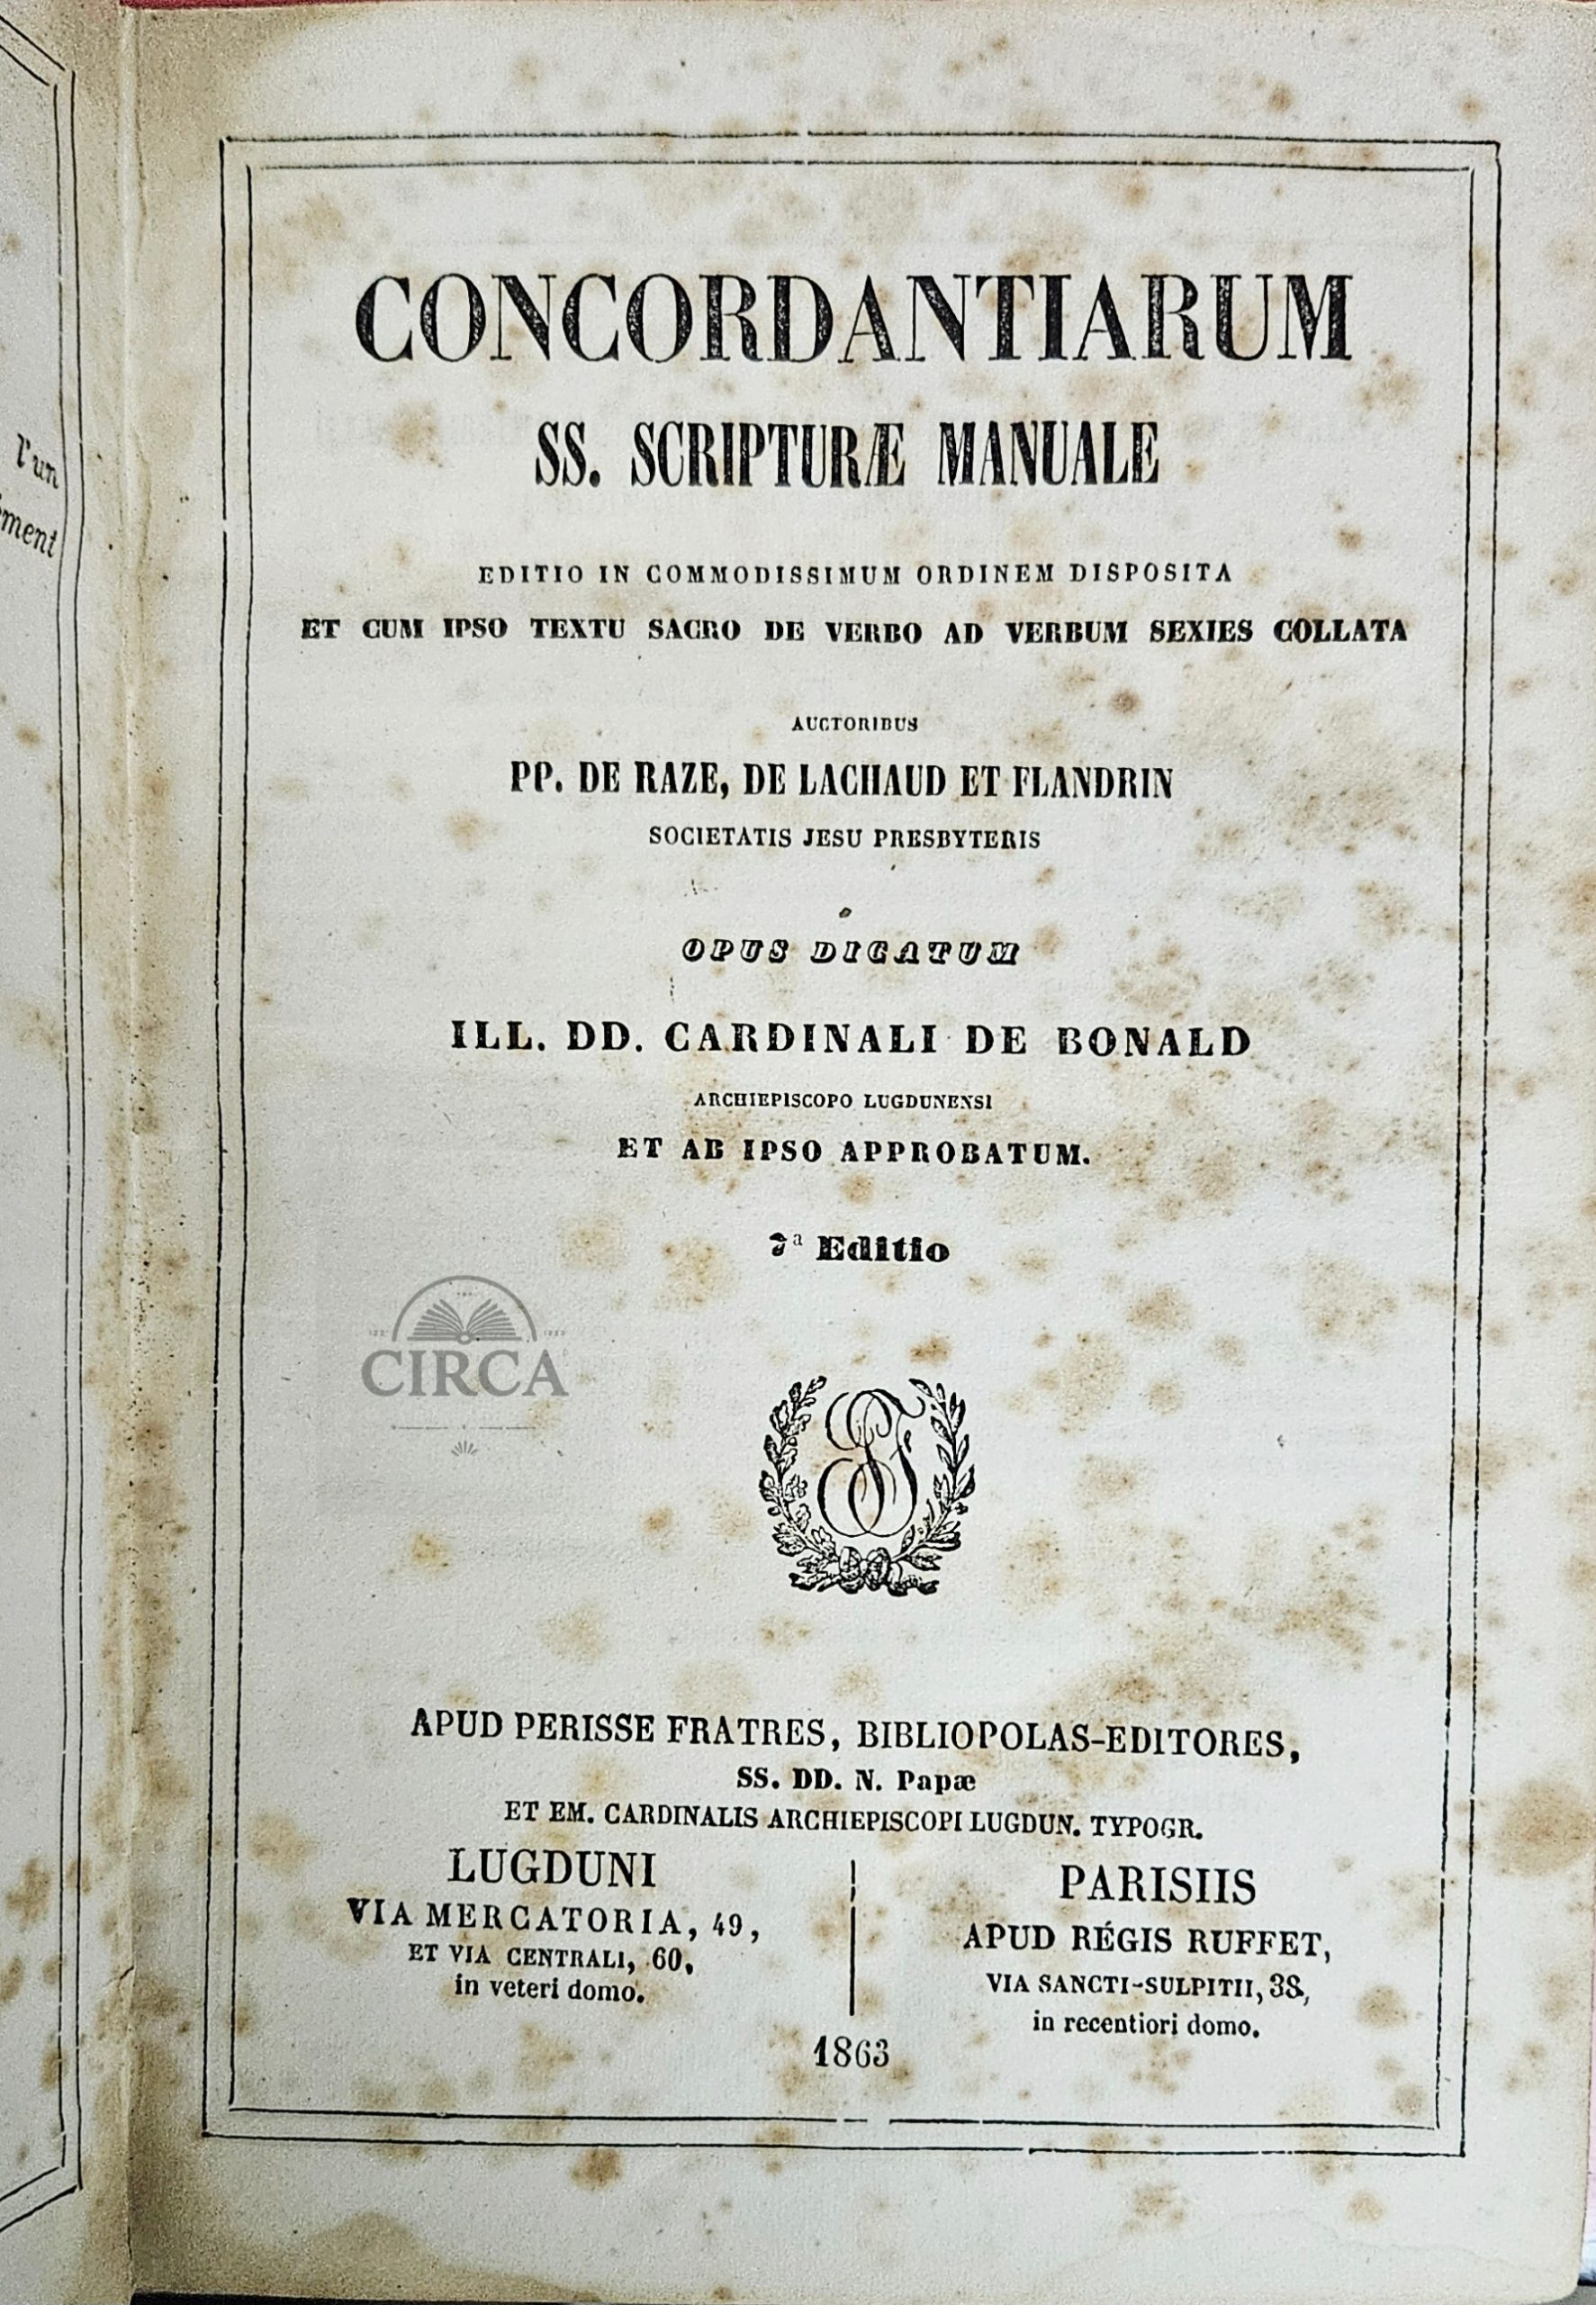 l'un
ment
CONCORDANTIARUM
SS. SCRIPTURÆ MANUALE
EDITIO IN COMMODISSIMUM ORDINEM DISPOSITA
ET CUM IPSO TEXTU SACRO DE VERBO AD VERBUM SEXIES COLLATA
AUCTORIBUS
PP. DE RAZE, DE LACHAUD ET FLANDRIN
SOCIETATIS JESU PRESBYTERIS
OPUS DICATUM
ILL. DD. CARDINALI DE BONALD
ARCHIEPISCOPO LUGDUNENSI
ET AB IPSO APPROBATUM.
7ª Editio
CIRCA
APUD PERISSE FRATRES, BIBLIOPOLAS-EDITORES,
SS. DD. N. Papæ
ET EM. CARDINALIS ARCHIEPISCOPI LUGDUN. TYPOGR.
LUGDUNI
VIA MERCATORIA, 49,
ET VIA CENTRALI, 60,
in veteri domo.
PARISIIS
APUD RÉGIS RUFFET,
VIA SANCTI-SULPITII, 38,
in recentiori domo.
1863